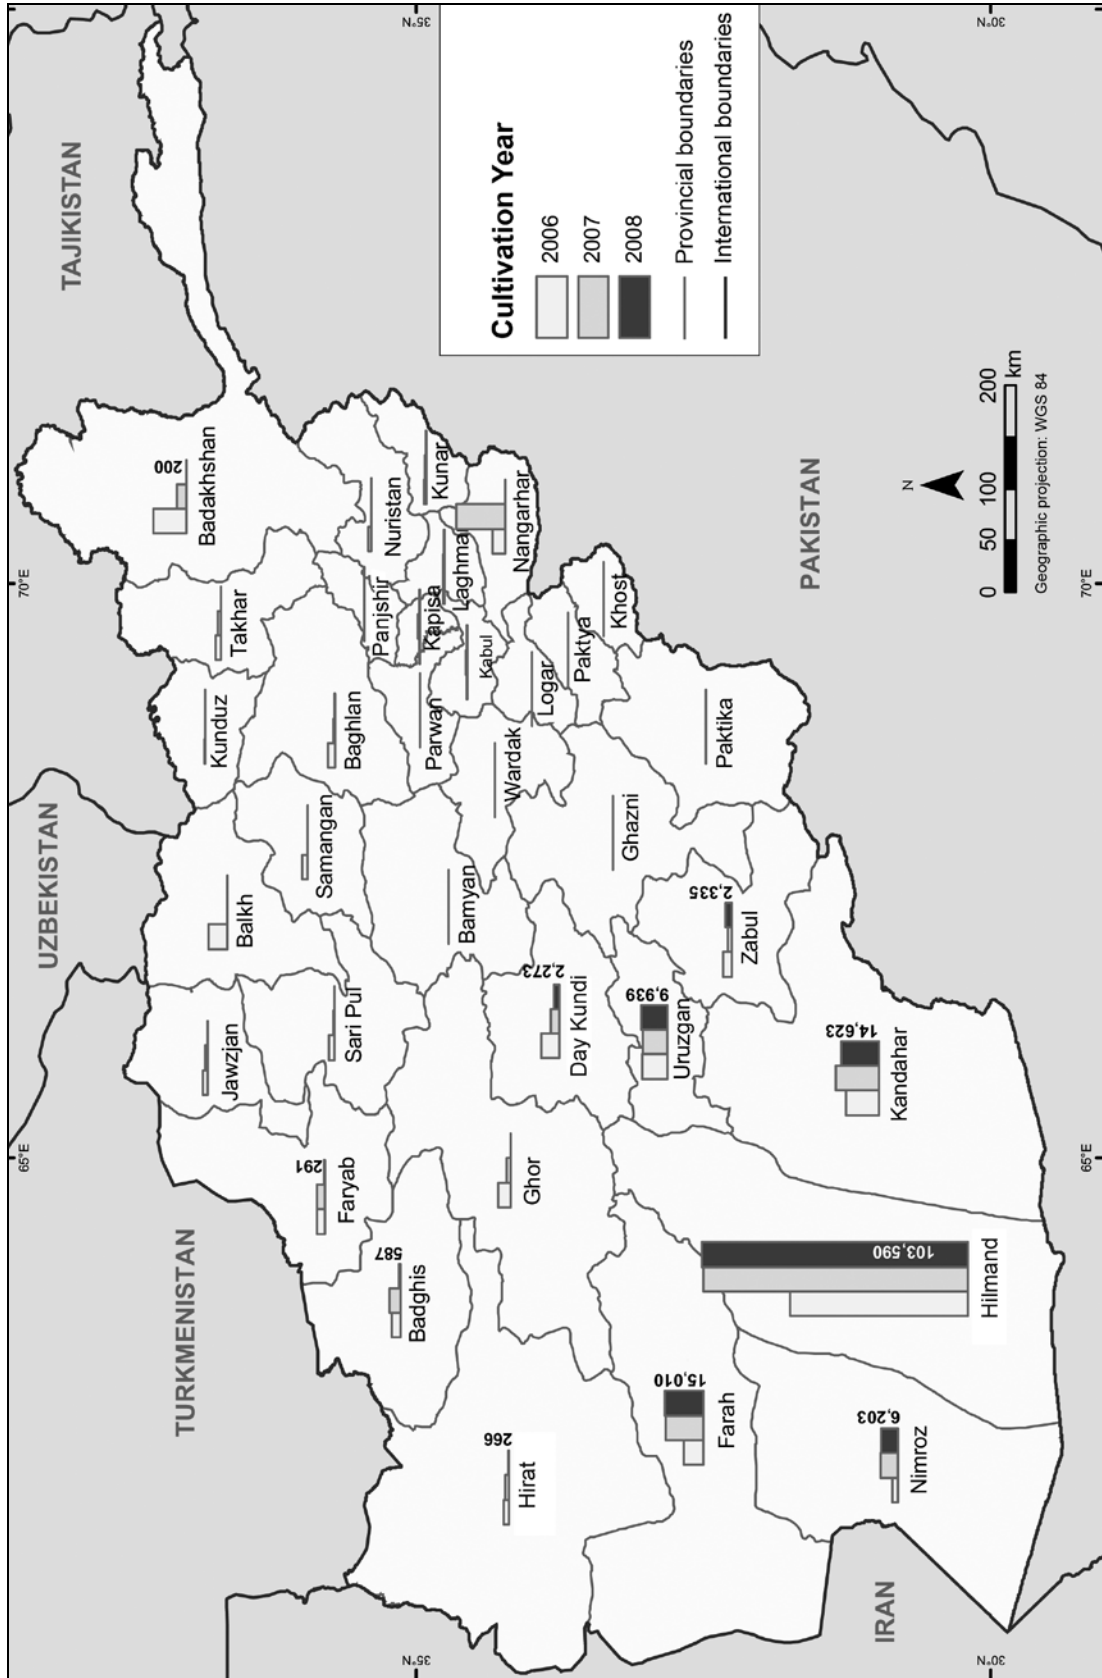 70°E
65°E
35°N
35°N
30°N
30°N
70°E
65°E
TAJIKISTAN
UZBEKISTAN
TURKMENISTAN
IRAN
PAKISTAN
Cultivation Year
2006
2007
2008
Provincial boundaries
International boundaries
N
0 50 100 200
km
Geographic projection: WGS 84
200
Badakhshan
Takhar
Kunduz
Balkh
Jawzjan
Samangan
Baghlan
Sari Pul
291
Faryab
587
Badghis
Nuristan
Kunar
Panjshir
Kapisa
Laghman
Nangarhar
Kabul
Parwan
Bamyan
Wardak
Logar
Paktya
Khost
266
Hirat
Ghor
2,273
Day Kundi
Ghazni
Paktika
9,939
Uruzgan
2,335
Zabul
15,010
Farah
6,203
Nimroz
103,590
Hilmand
14,623
Kandahar